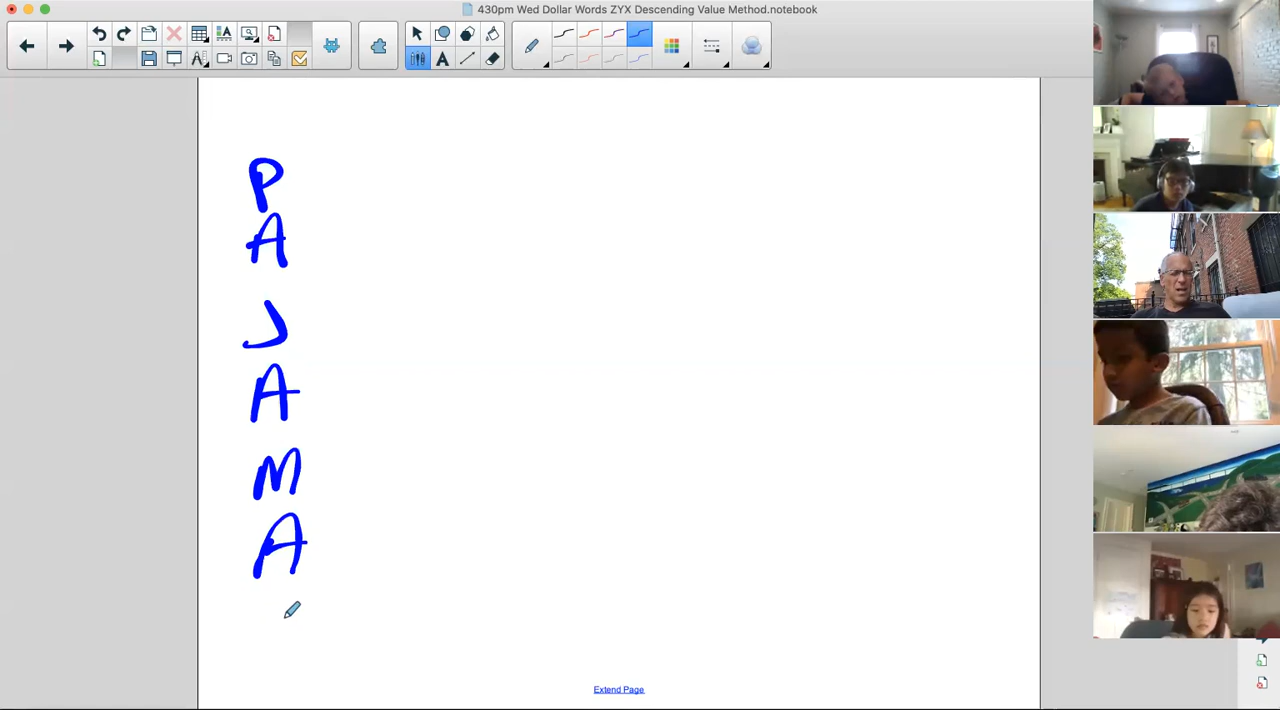 430pm Wed Dollar Words ZYX Descending Value Method.notebook
P
A
J
A
M
A
Extend Page